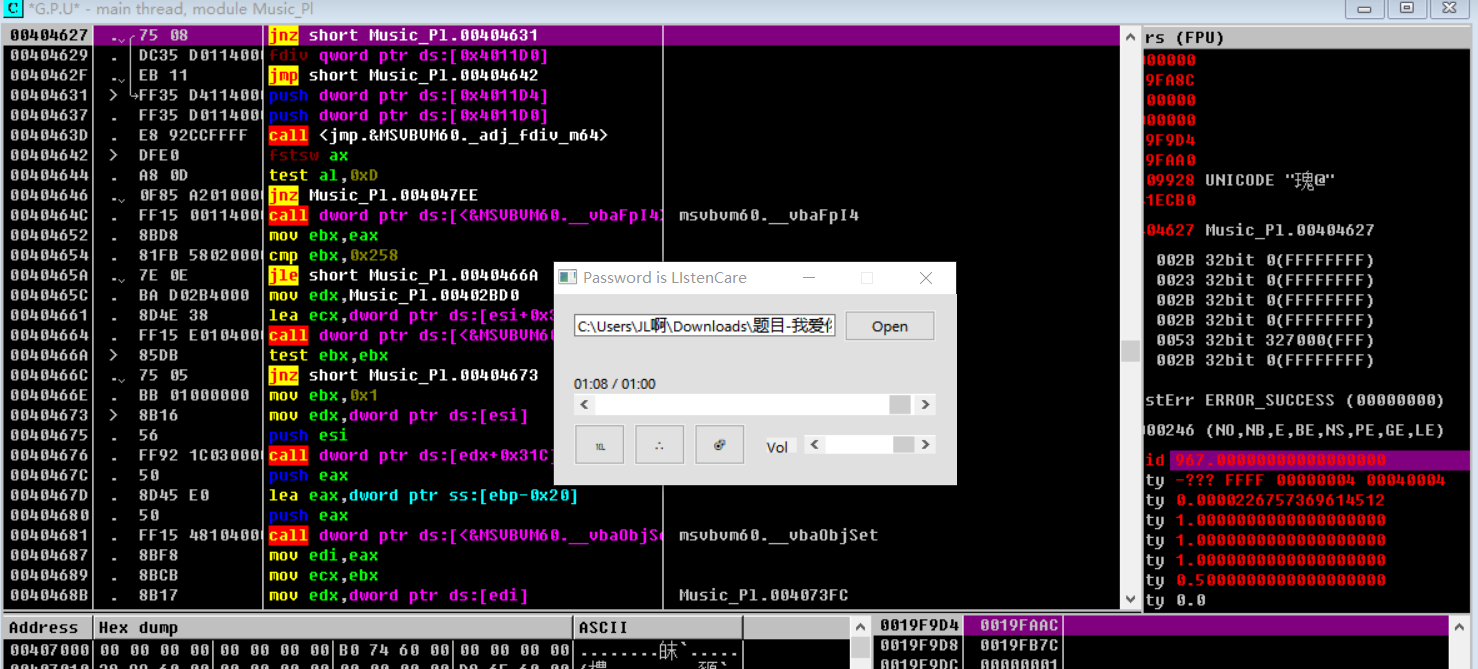 C *G.P.U* - main thread, module Music_Pl
00404627 . 75 08 jnz short Music_Pl.00404631
00404629 . DC35 D0114000 fdiv qword ptr ds:[0x4011D0]
0040462F . EB 11 jmp short Music_Pl.00404642
00404631 > FF35 D4114000 push dword ptr ds:[0x4011D4]
00404637 . FF35 D0114000 push dword ptr ds:[0x4011D0]
0040463D . E8 92CCFFFF call <jmp.&MSVBVM60._adj_fdiv_m64>
00404642 > DFE0 fstsw ax
00404644 . A8 0D test al,0xD
00404646 . 0F85 A2010000 jnz Music_Pl.004047EE
0040464C . FF15 00114000 call dword ptr ds:[<&MSVBVM60.__vbaFpI4> msvbvm60.__vbaFpI4
00404652 . 8BD8 mov ebx,eax
00404654 . 81FB 58020000 cmp ebx,0x258
0040465A . 7E 0E jle short Music_Pl.0040466A
0040465C . BA D02B4000 mov edx,Music_Pl.00402BD0
00404661 . 8D4E 38 lea ecx,dword ptr ds:[esi+0x3
00404664 . FF15 E0104000 call dword ptr ds:[<&MSVBVM60
0040466A > 85DB test ebx,ebx
0040466C . 75 05 jnz short Music_Pl.00404673
0040466E . BB 01000000 mov ebx,0x1
00404673 > 8B16 mov edx,dword ptr ds:[esi]
00404675 . 56 push esi
00404676 . FF92 1C030000 call dword ptr ds:[edx+0x31C]
0040467C . 50 push eax
0040467D . 8D45 E0 lea eax,dword ptr ss:[ebp-0x20]
00404680 . 50 push eax
00404681 . FF15 48104000 call dword ptr ds:[<&MSVBVM60.__vbaObjSe msvbvm60.__vbaObjSet
00404687 . 8BF8 mov edi,eax
00404689 . 8BCB mov ecx,ebx
0040468B . 8B17 mov edx,dword ptr ds:[edi] Music_Pl.004073FC
Password is LIstenCare
C:\Users\JL啊\Downloads\题目-我爱你
Open
01:08 / 01:00
Vol
rs (FPU)
00000
9FA8C
00000
00000
9F9D4
9FAA0
09928 UNICODE "瑰@"
1ECB0
04627 Music_Pl.00404627
002B 32bit 0(FFFFFFFF)
0023 32bit 0(FFFFFFFF)
002B 32bit 0(FFFFFFFF)
002B 32bit 0(FFFFFFFF)
0053 32bit 327000(FFF)
002B 32bit 0(FFFFFFFF)
stErr ERROR_SUCCESS (00000000)
00246 (NO,NB,E,BE,NS,PE,GE,LE)
id 967.00000000000000000
ty -??? FFFF 00000004 00040004
ty 0.0000226757369614512
ty 1.0000000000000000000
ty 1.0000000000000000000
ty 1.0000000000000000000
ty 0.5000000000000000000
ty 0.0
Address Hex dump ASCII
00407000 00 00 00 00 00 00 00 00 B0 74 60 00 00 00 00 00
0019F9D4 0019FAAC
0019F9D8 0019FB7C
0019F9DC 00000001